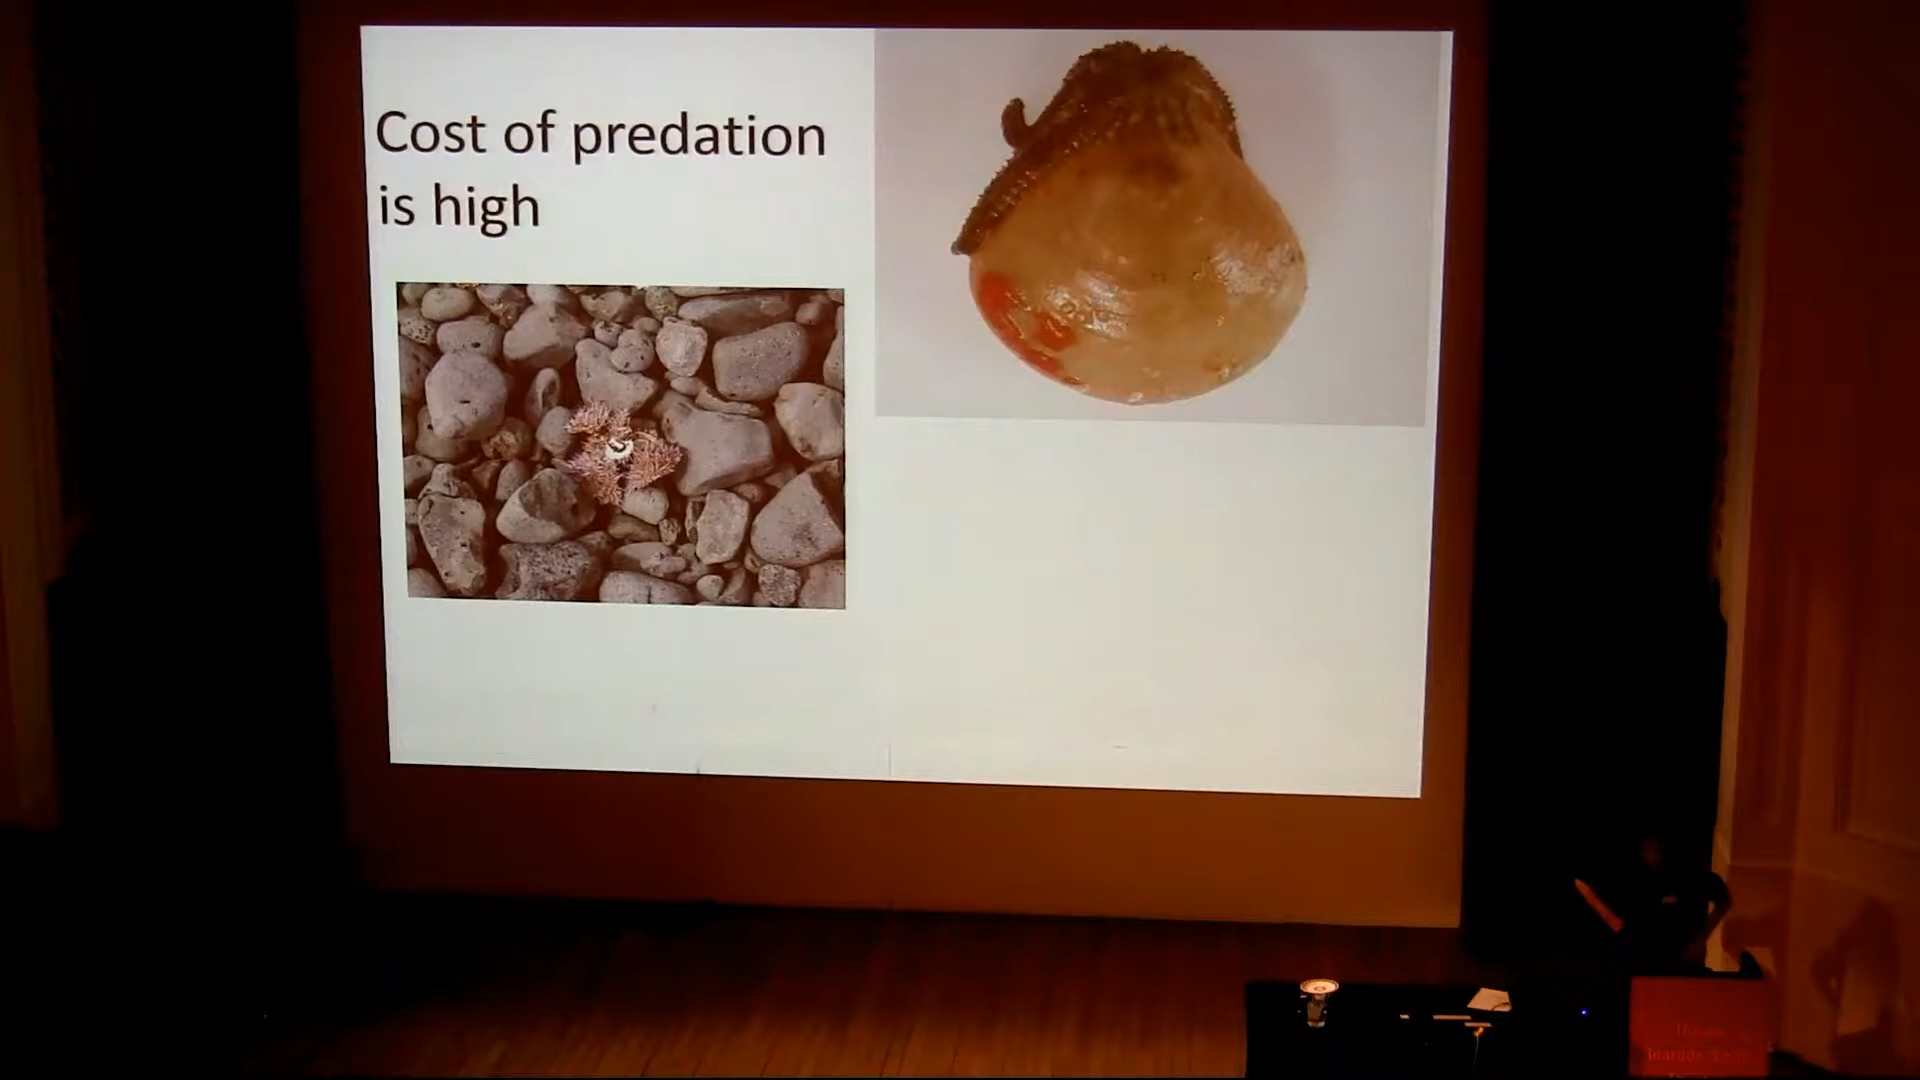 Cost of predation
is high